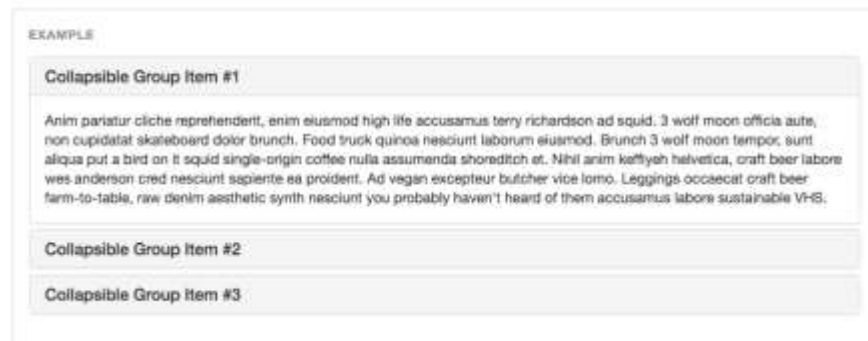 EXAMPLE
Collapsible Group Item #1
Anim pariatur cliche reprehenderit, enim eiusmod high life accusamus terry richardson ad squid. 3 wolf moon officia aute,
non cupidatat skateboard dolor brunch. Food truck quinoa nesciunt laborum eiusmod. Brunch 3 wolf moon tempor, sunt
aliqua put a bird on it squid single-origin coffee nulla assumenda shoreditch et. Nihil anim keffiyeh helvetica, craft beer labore
wes anderson cred nesciunt sapiente ea proident. Ad vegan excepteur butcher vice lomo. Leggings occaecat craft beer
farm-to-table, raw denim aesthetic synth nesciunt you probably haven't heard of them accusamus labore sustainable VHS.
Collapsible Group Item #2
Collapsible Group Item #3